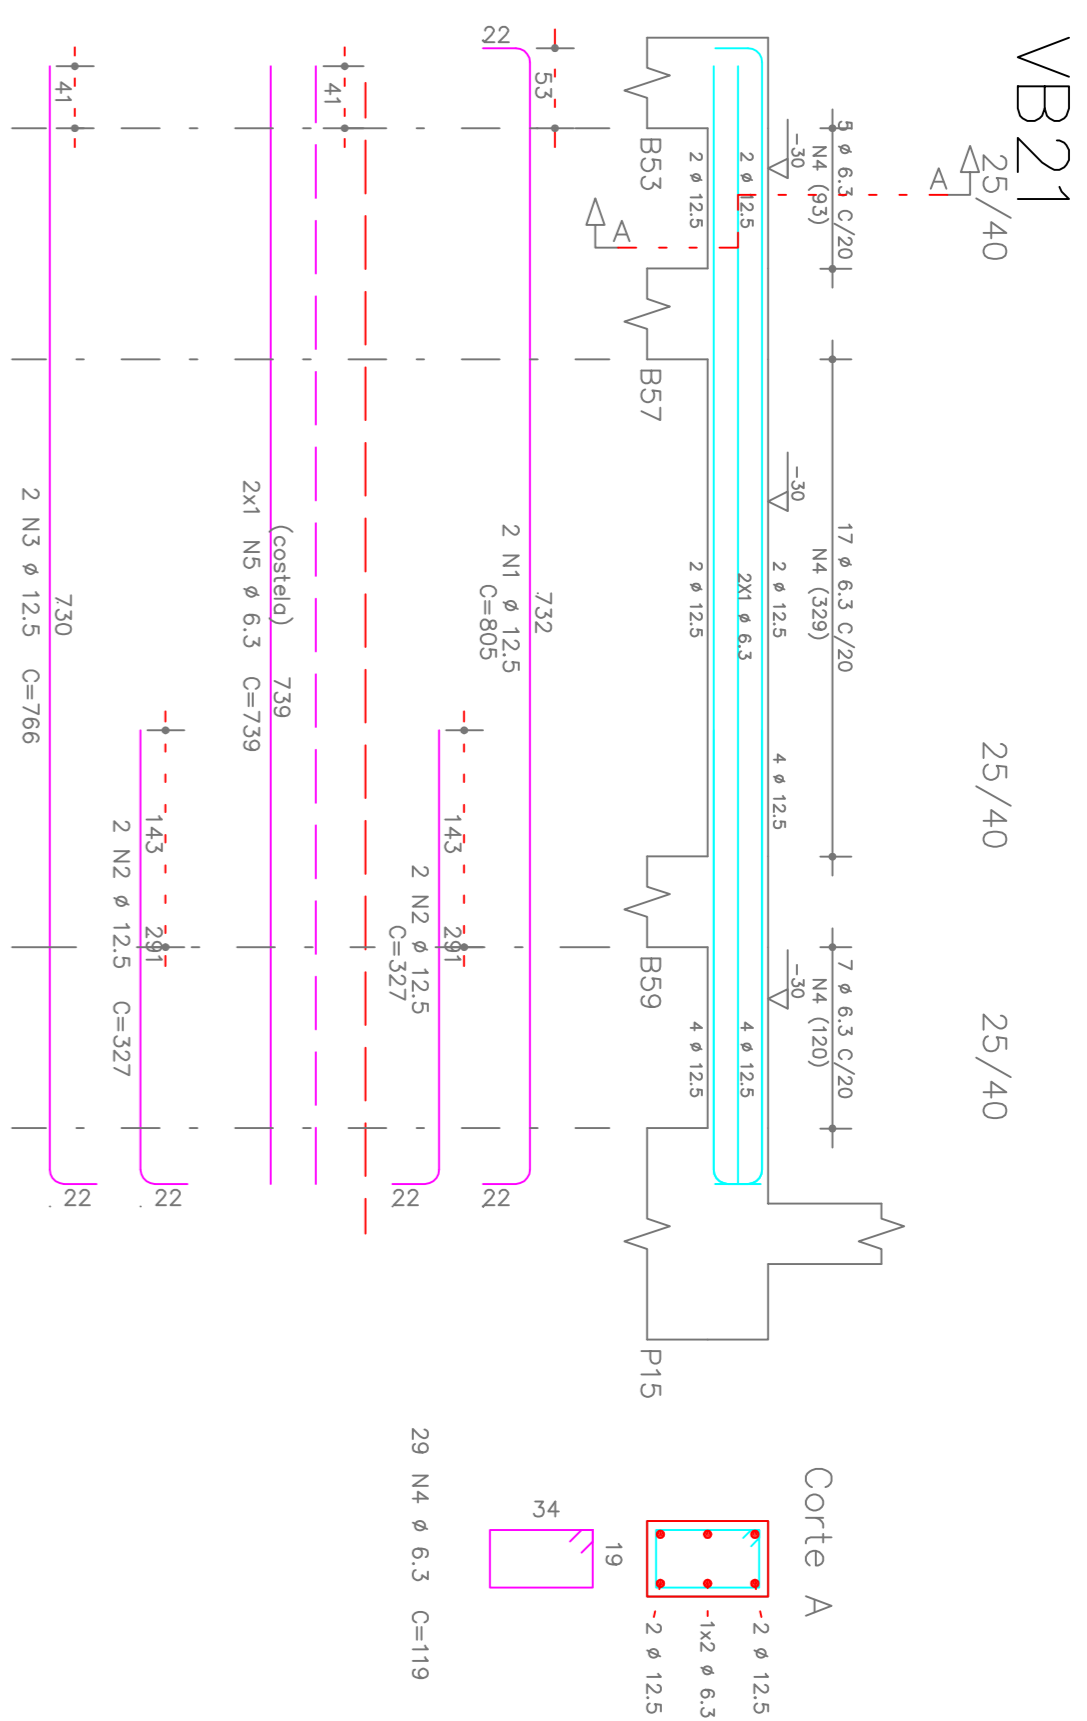 VB21
25/40
25/40
25/40
A
5 ø 6.3 C/20
N4 (93)
17 ø 6.3 C/20
N4 (329)
7 ø 6.3 C/20
N4 (120)
-30
-30
-30
2 ø 12.5
4 ø 12.5
2 ø 12.5
2X1 ø 6.3
4 ø 12.5
2 ø 12.5
2 ø 12.5
4 ø 12.5
A
B53
B57
B59
P15
53
22
732
2 N1 ø 12.5
C=805
22
143
291
2 N2 ø 12.5
C=327
22
41
(costela)
739
2x1 N5 ø 6.3 C=739
143
291
2 N2 ø 12.5 C=327
22
41
730
2 N3 ø 12.5 C=766
22
Corte A
2 ø 12.5
1x2 ø 6.3
2 ø 12.5
19
34
29 N4 ø 6.3 C=119